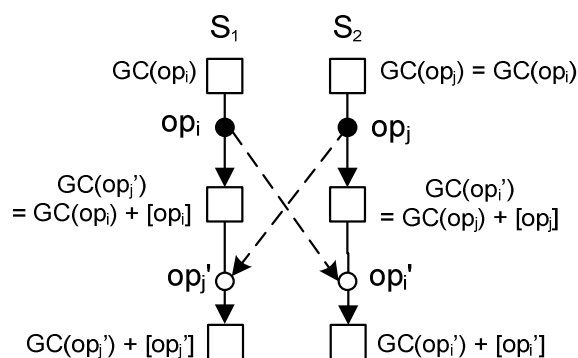 S₁ S₂
GC(opᵢ) GC(opⱼ) = GC(opᵢ)
opᵢ opⱼ
GC(opⱼ’) GC(opᵢ’)
= GC(opᵢ) + [opᵢ] = GC(opⱼ) + [opⱼ]
opⱼ' opᵢ'
GC(opⱼ’) + [opⱼ’] GC(opᵢ’) + [opᵢ’]